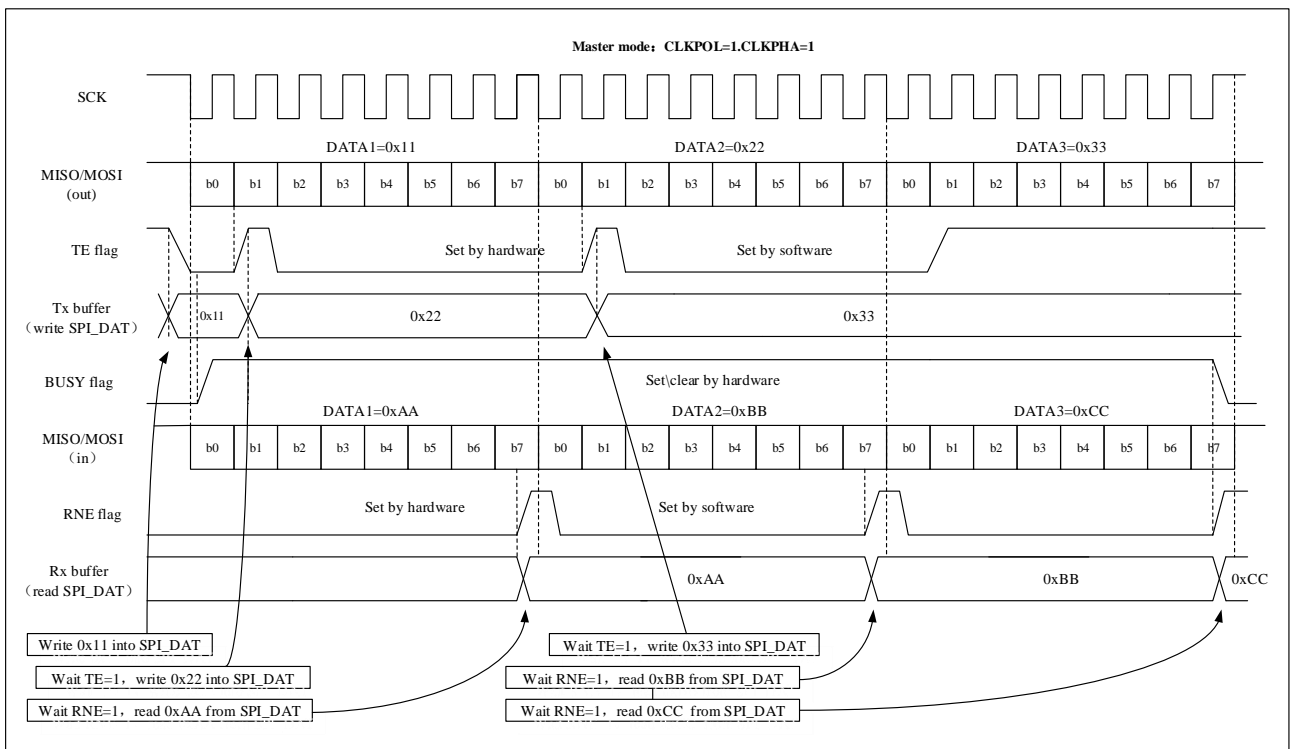 Master mode：CLKPOL=1.CLKPHA=1
SCK
DATA1=0x11 DATA2=0x22 DATA3=0x33
MISO/MOSI
(out)
b0 b1 b2 b3 b4 b5 b6 b7 b0 b1 b2 b3 b4 b5 b6 b7 b0 b1 b2 b3 b4 b5 b6 b7
TE flag
Set by hardware Set by software
Tx buffer
（write SPI_DAT）
0x11 0x22 0x33
BUSY flag
Set\clear by hardware
DATA1=0xAA DATA2=0xBB DATA3=0xCC
MISO/MOSI
（in）
b0 b1 b2 b3 b4 b5 b6 b7 b0 b1 b2 b3 b4 b5 b6 b7 b0 b1 b2 b3 b4 b5 b6 b7
RNE flag
Set by hardware Set by software
Rx buffer
（read SPI_DAT）
0xAA 0xBB 0xCC
Write 0x11 into SPI_DAT
Wait TE=1，write 0x33 into SPI_DAT
Wait TE=1，write 0x22 into SPI_DAT
Wait RNE=1，read 0xBB from SPI_DAT
Wait RNE=1，read 0xAA from SPI_DAT
Wait RNE=1，read 0xCC from SPI_DAT